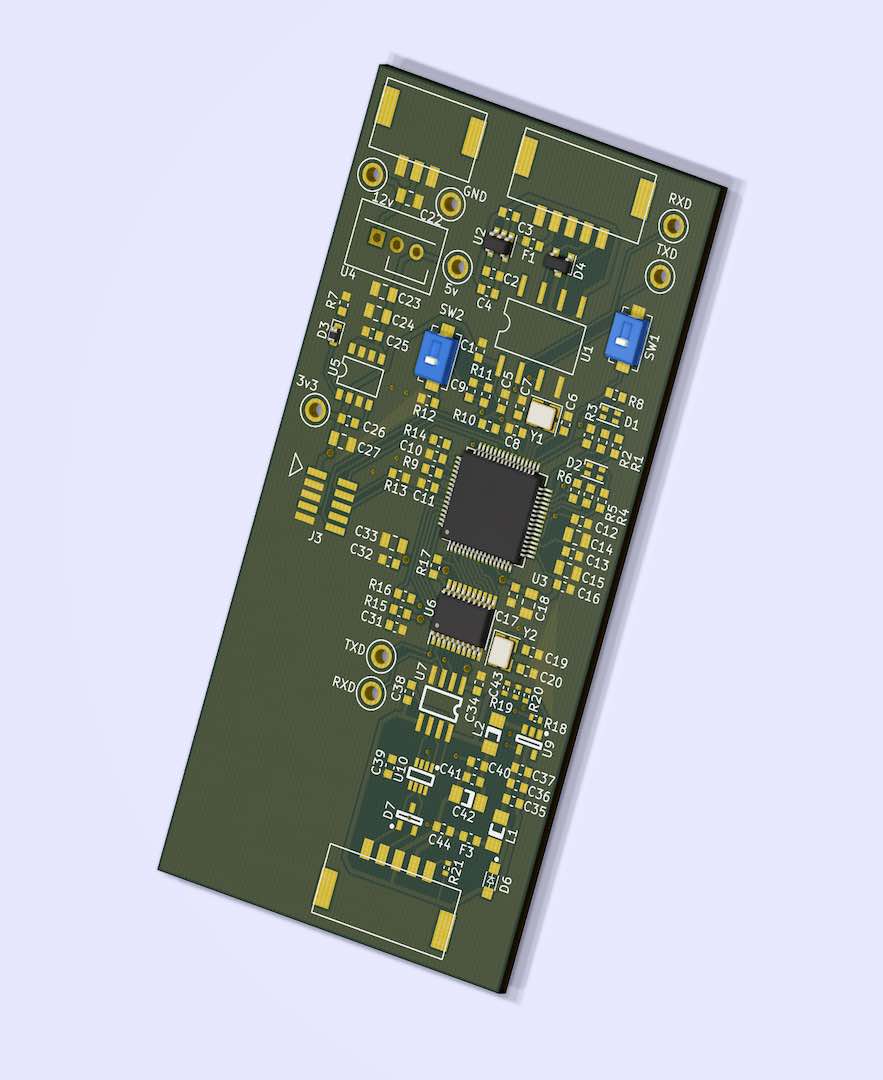 GND
12v
C22
RXD
TXD
C3
U2
F1
D4
U4
5v
C2
C4
C23
R7
C24
SW2
D3
C25
C1
U1
SW1
U5
R11
C5
C7
3v3
C9
R12
R10
C6
R8
R3
D1
Y1
C8
C26
R14
C10
R2
R1
C27
R9
D2
R6
R13
C11
R5
R4
C12
J3
C33
C14
C32
C13
R17
U3
C15
C16
R16
U6
C18
R15
C17
C31
Y2
TXD
C19
U7
C20
RXD
C38
C43
C34
R20
R19
L2
R18
U9
C39
U10
C41
C40
C37
C36
C42
C35
D7
C44
F3
L1
R21
D6